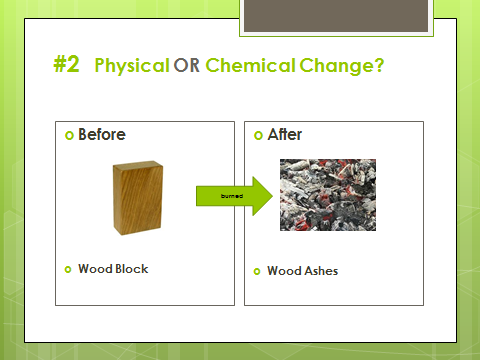 #2 Physical OR Chemical Change?
Before
Wood Block
burned
After
Wood Ashes